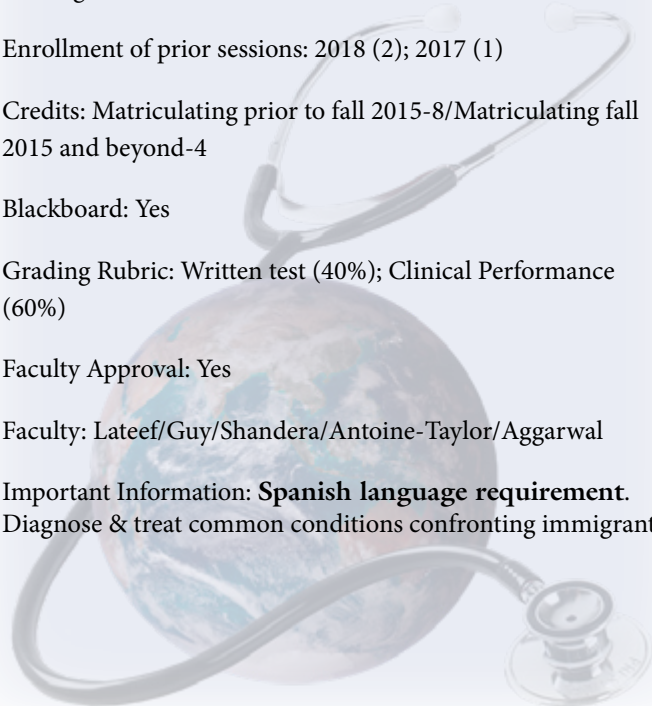 Enrollment of prior sessions: 2018 (2); 2017 (1)
Credits: Matriculating prior to fall 2015-8/Matriculating fall
2015 and beyond-4
Blackboard: Yes
Grading Rubric: Written test (40%); Clinical Performance
(60%)
Faculty Approval: Yes
Faculty: Lateef/Guy/Shandera/Antoine-Taylor/Aggarwal
Important Information: Spanish language requirement.
Diagnose & treat common conditions confronting immigrant